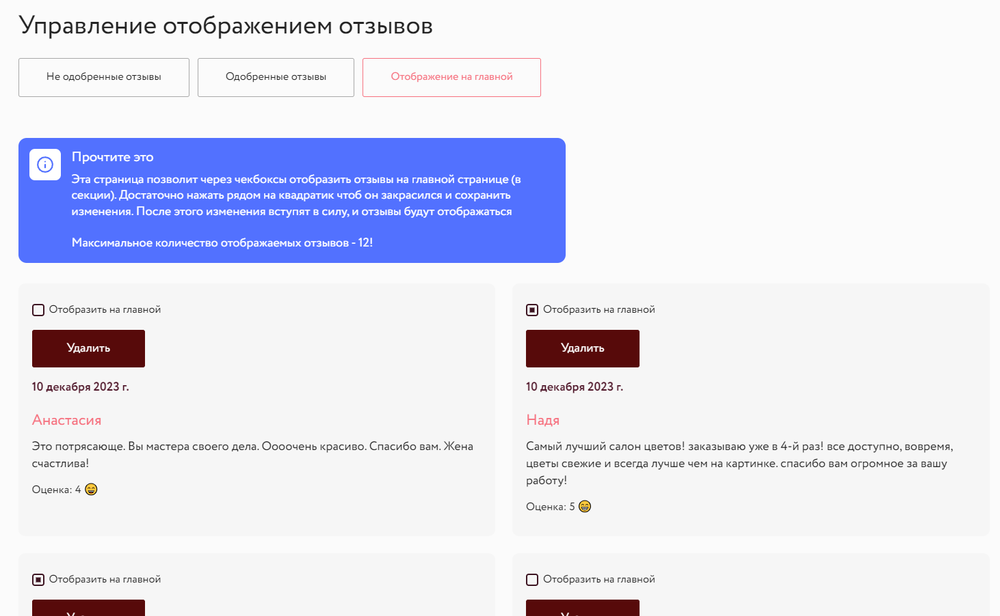 Управление отображением отзывов
Не одобренные отзывы
Одобренные отзывы
Отображение на главной
Прочтите это
Эта страница позволит через чекбоксы отобразить отзывы на главной странице (в
секции). Достаточно нажать рядом на квадратик чтоб он закрасился и сохранить
изменения. После этого изменения вступят в силу, и отзывы будут отображаться
Максимальное количество отображаемых отзывов - 12!
Отобразить на главной
Удалить
10 декабря 2023 г.
Анастасия
Это потрясающе. Вы мастера своего дела. Оооочень красиво. Спасибо вам. Жена
счастлива!
Оценка: 4
Отобразить на главной
Удалить
10 декабря 2023 г.
Надя
Самый лучший салон цветов! заказываю уже в 4-й раз! все доступно, вовремя,
цветы свежие и всегда лучше чем на картинке. спасибо вам огромное за вашу
работу!
Оценка: 5
Отобразить на главной
Отобразить на главной